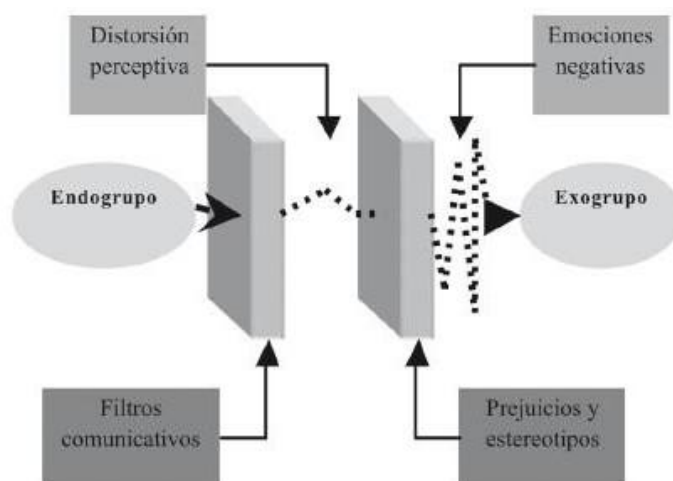 Distorsión
perceptiva
Emociones
negativas
Endogrupo
Exogrupo
Filtros
comunicativos
Prejuicios y
estereotipos